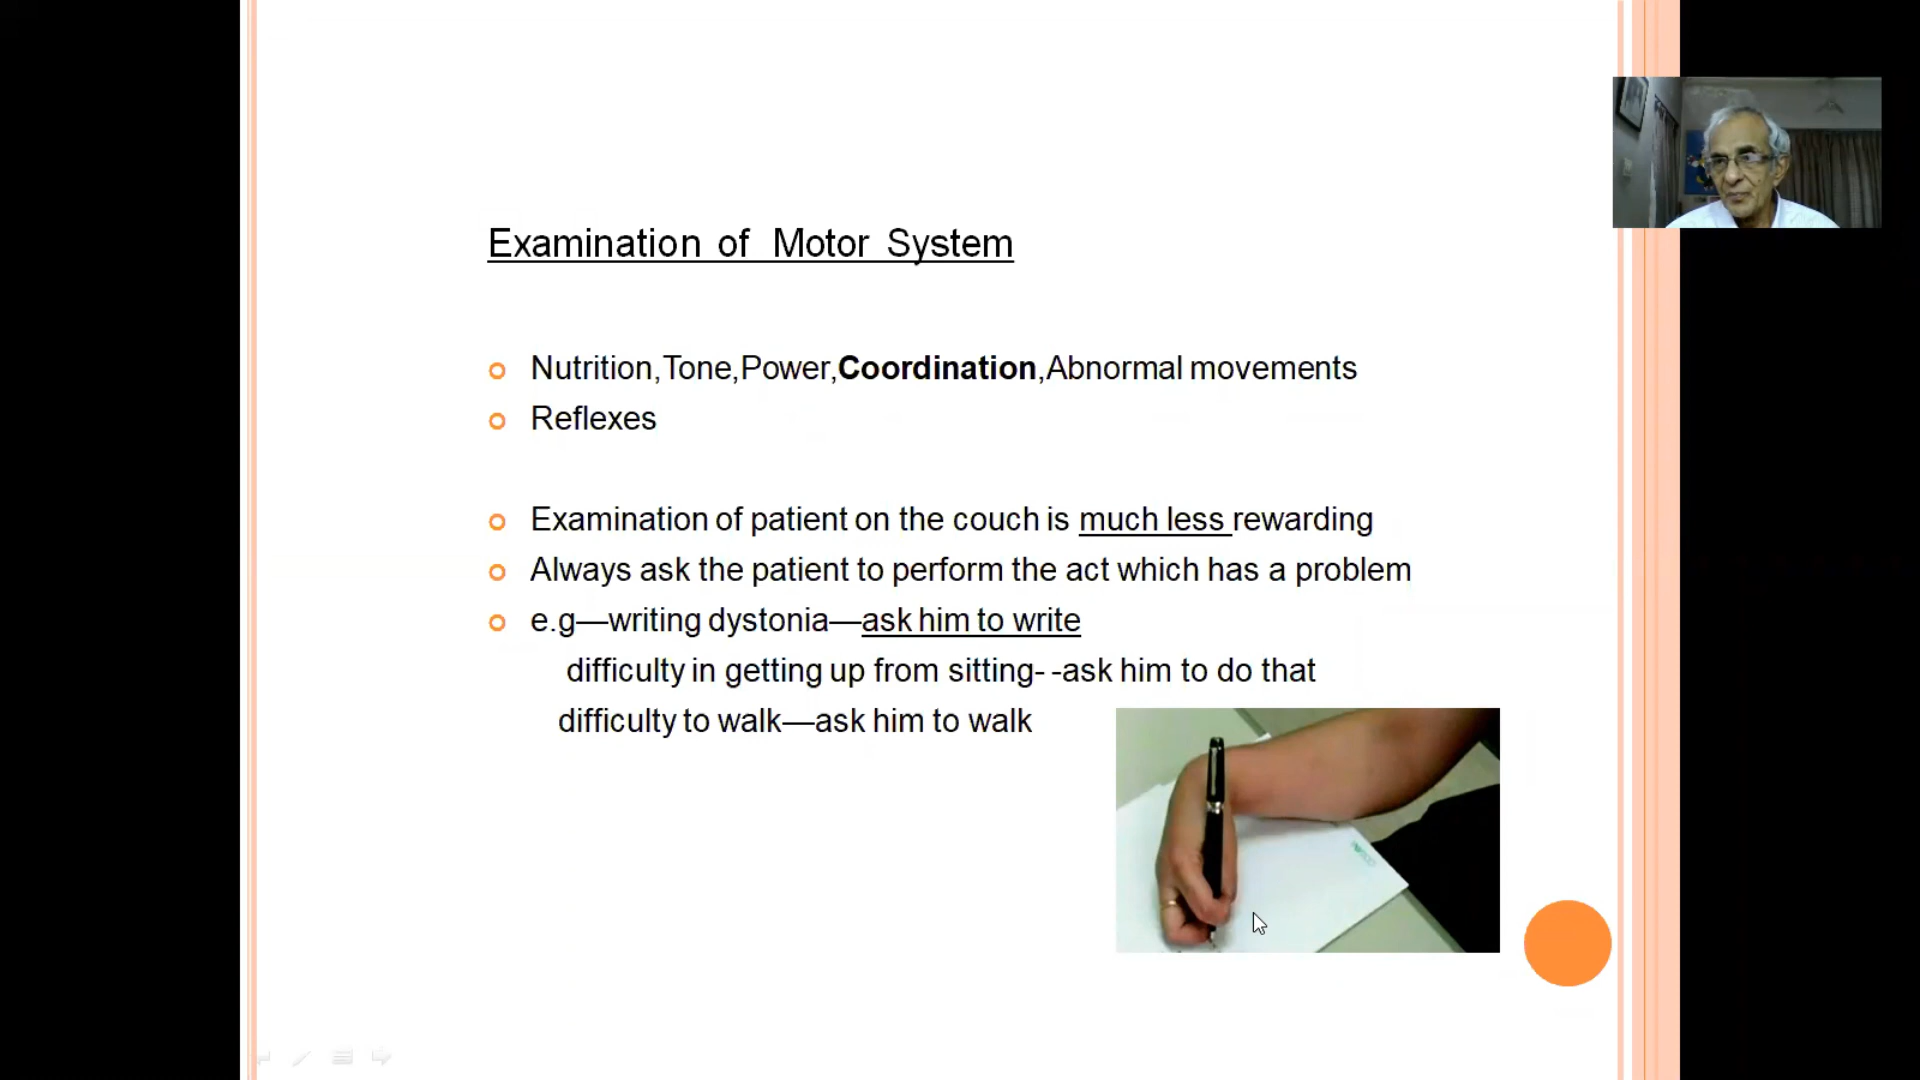 Examination of Motor System
Nutrition,Tone,Power,Coordination,Abnormal movements
Reflexes
Examination of patient on the couch is much less rewarding
Always ask the patient to perform the act which has a problem
e.g—writing dystonia—ask him to write
difficulty in getting up from sitting- -ask him to do that
difficulty to walk—ask him to walk